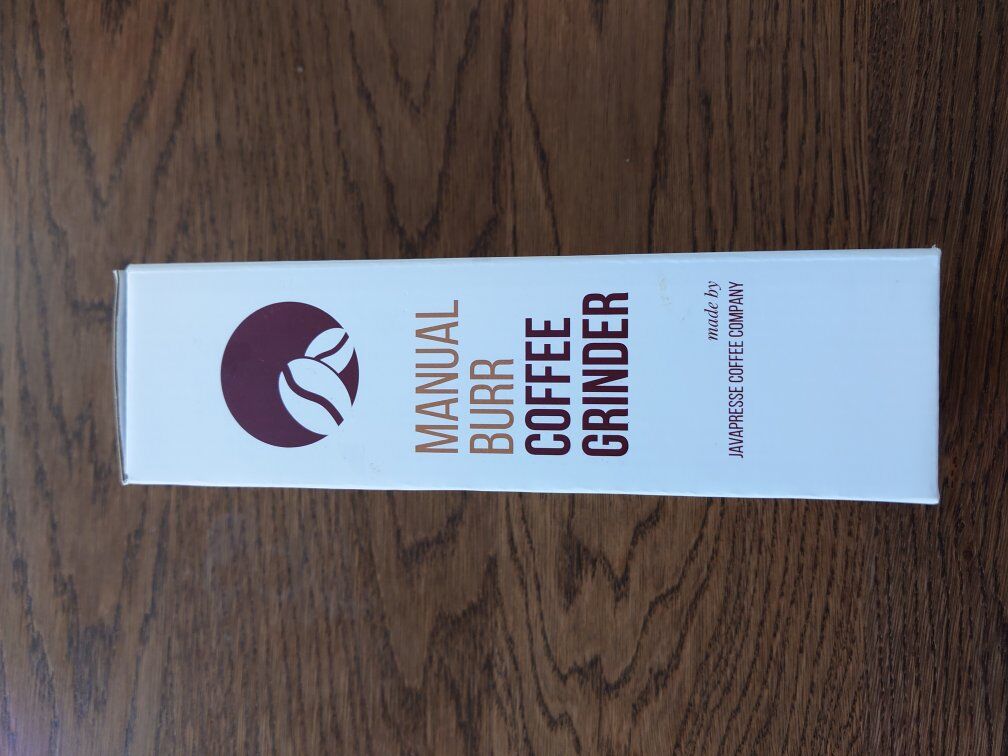 MANUAL
BURR
COFFEE
GRINDER
made by
JAVAPRESSE COFFEE COMPANY